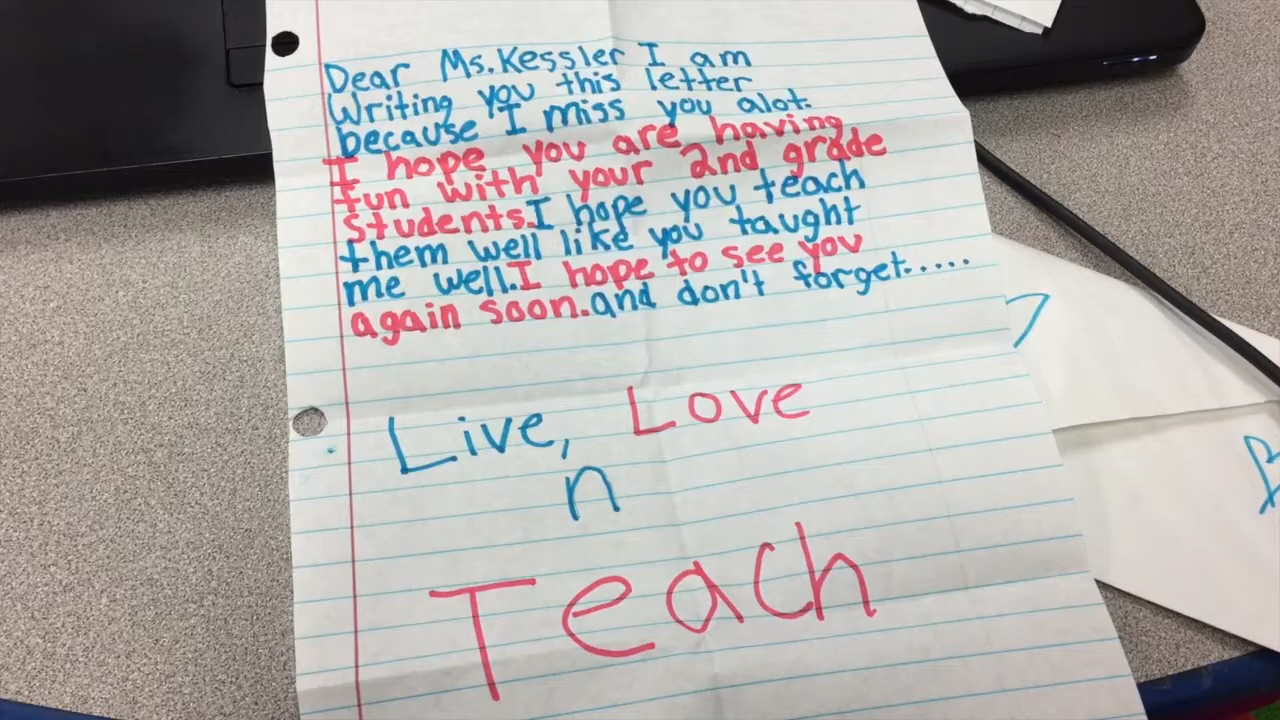 Dear Ms.Kessler I am
Writing you this letter
because I miss you alot.
I hope you are having
fun with your 2nd grade
students.I hope you teach
them well like you taught
me well.I hope to see you
again soon.and don't forget.....
Live, Love
n
Teach